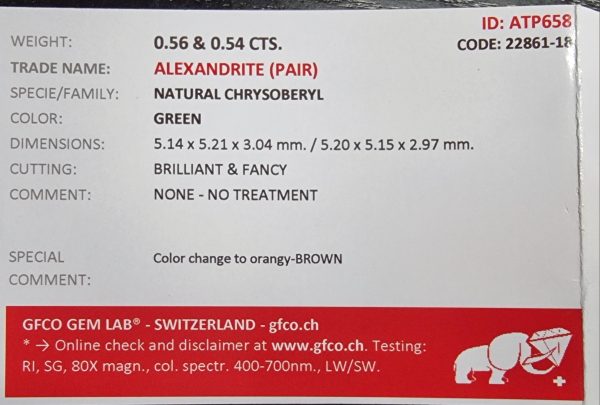 ID: ATP658
WEIGHT: 0.56 & 0.54 CTS. CODE: 22861-18
TRADE NAME: ALEXANDRITE (PAIR)
SPECIE/FAMILY: NATURAL CHRYSOBERYL
COLOR: GREEN
DIMENSIONS: 5.14 x 5.21 x 3.04 mm. / 5.20 x 5.15 x 2.97 mm.
CUTTING: BRILLIANT & FANCY
COMMENT: NONE - NO TREATMENT
SPECIAL Color change to orangy-BROWN
COMMENT:
GFCO GEM LAB® - SWITZERLAND - gfco.ch
* → Online check and disclaimer at www.gfco.ch. Testing:
RI, SG, 80X magn., col. spectr. 400-700nm., LW/SW.